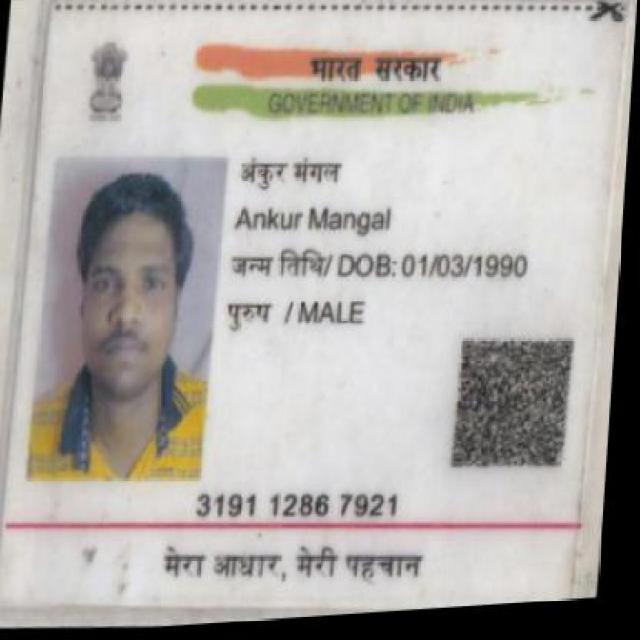 भारत सरकार
GOVERNMENT OF INDIA
अंकुर मंगल
Ankur Mangal
जन्म तिथि/ DOB: 01/03/1990
पुरुष / MALE
3191 1286 7921
मेरा आधार, मेरी पहचान